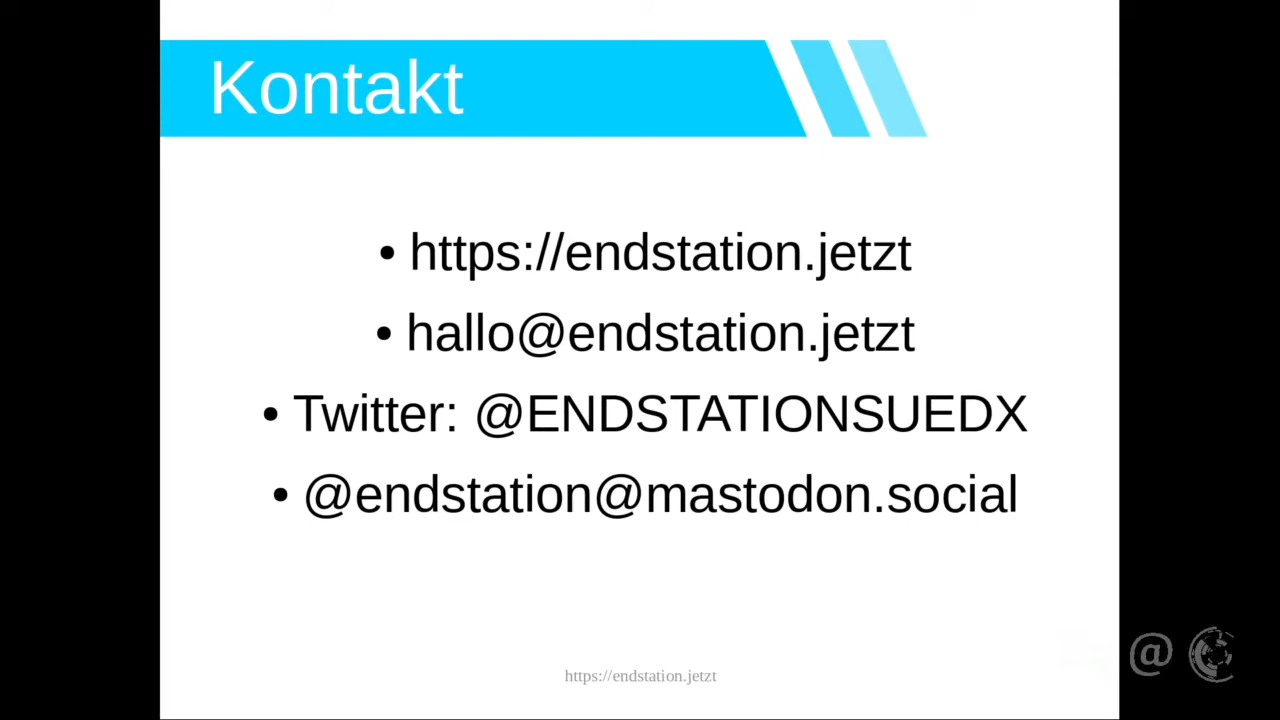 Kontakt
• https://endstation.jetzt
• hallo@endstation.jetzt
• Twitter: @ENDSTATIONSUEDX
• @endstation@mastodon.social
https://endstation.jetzt
@